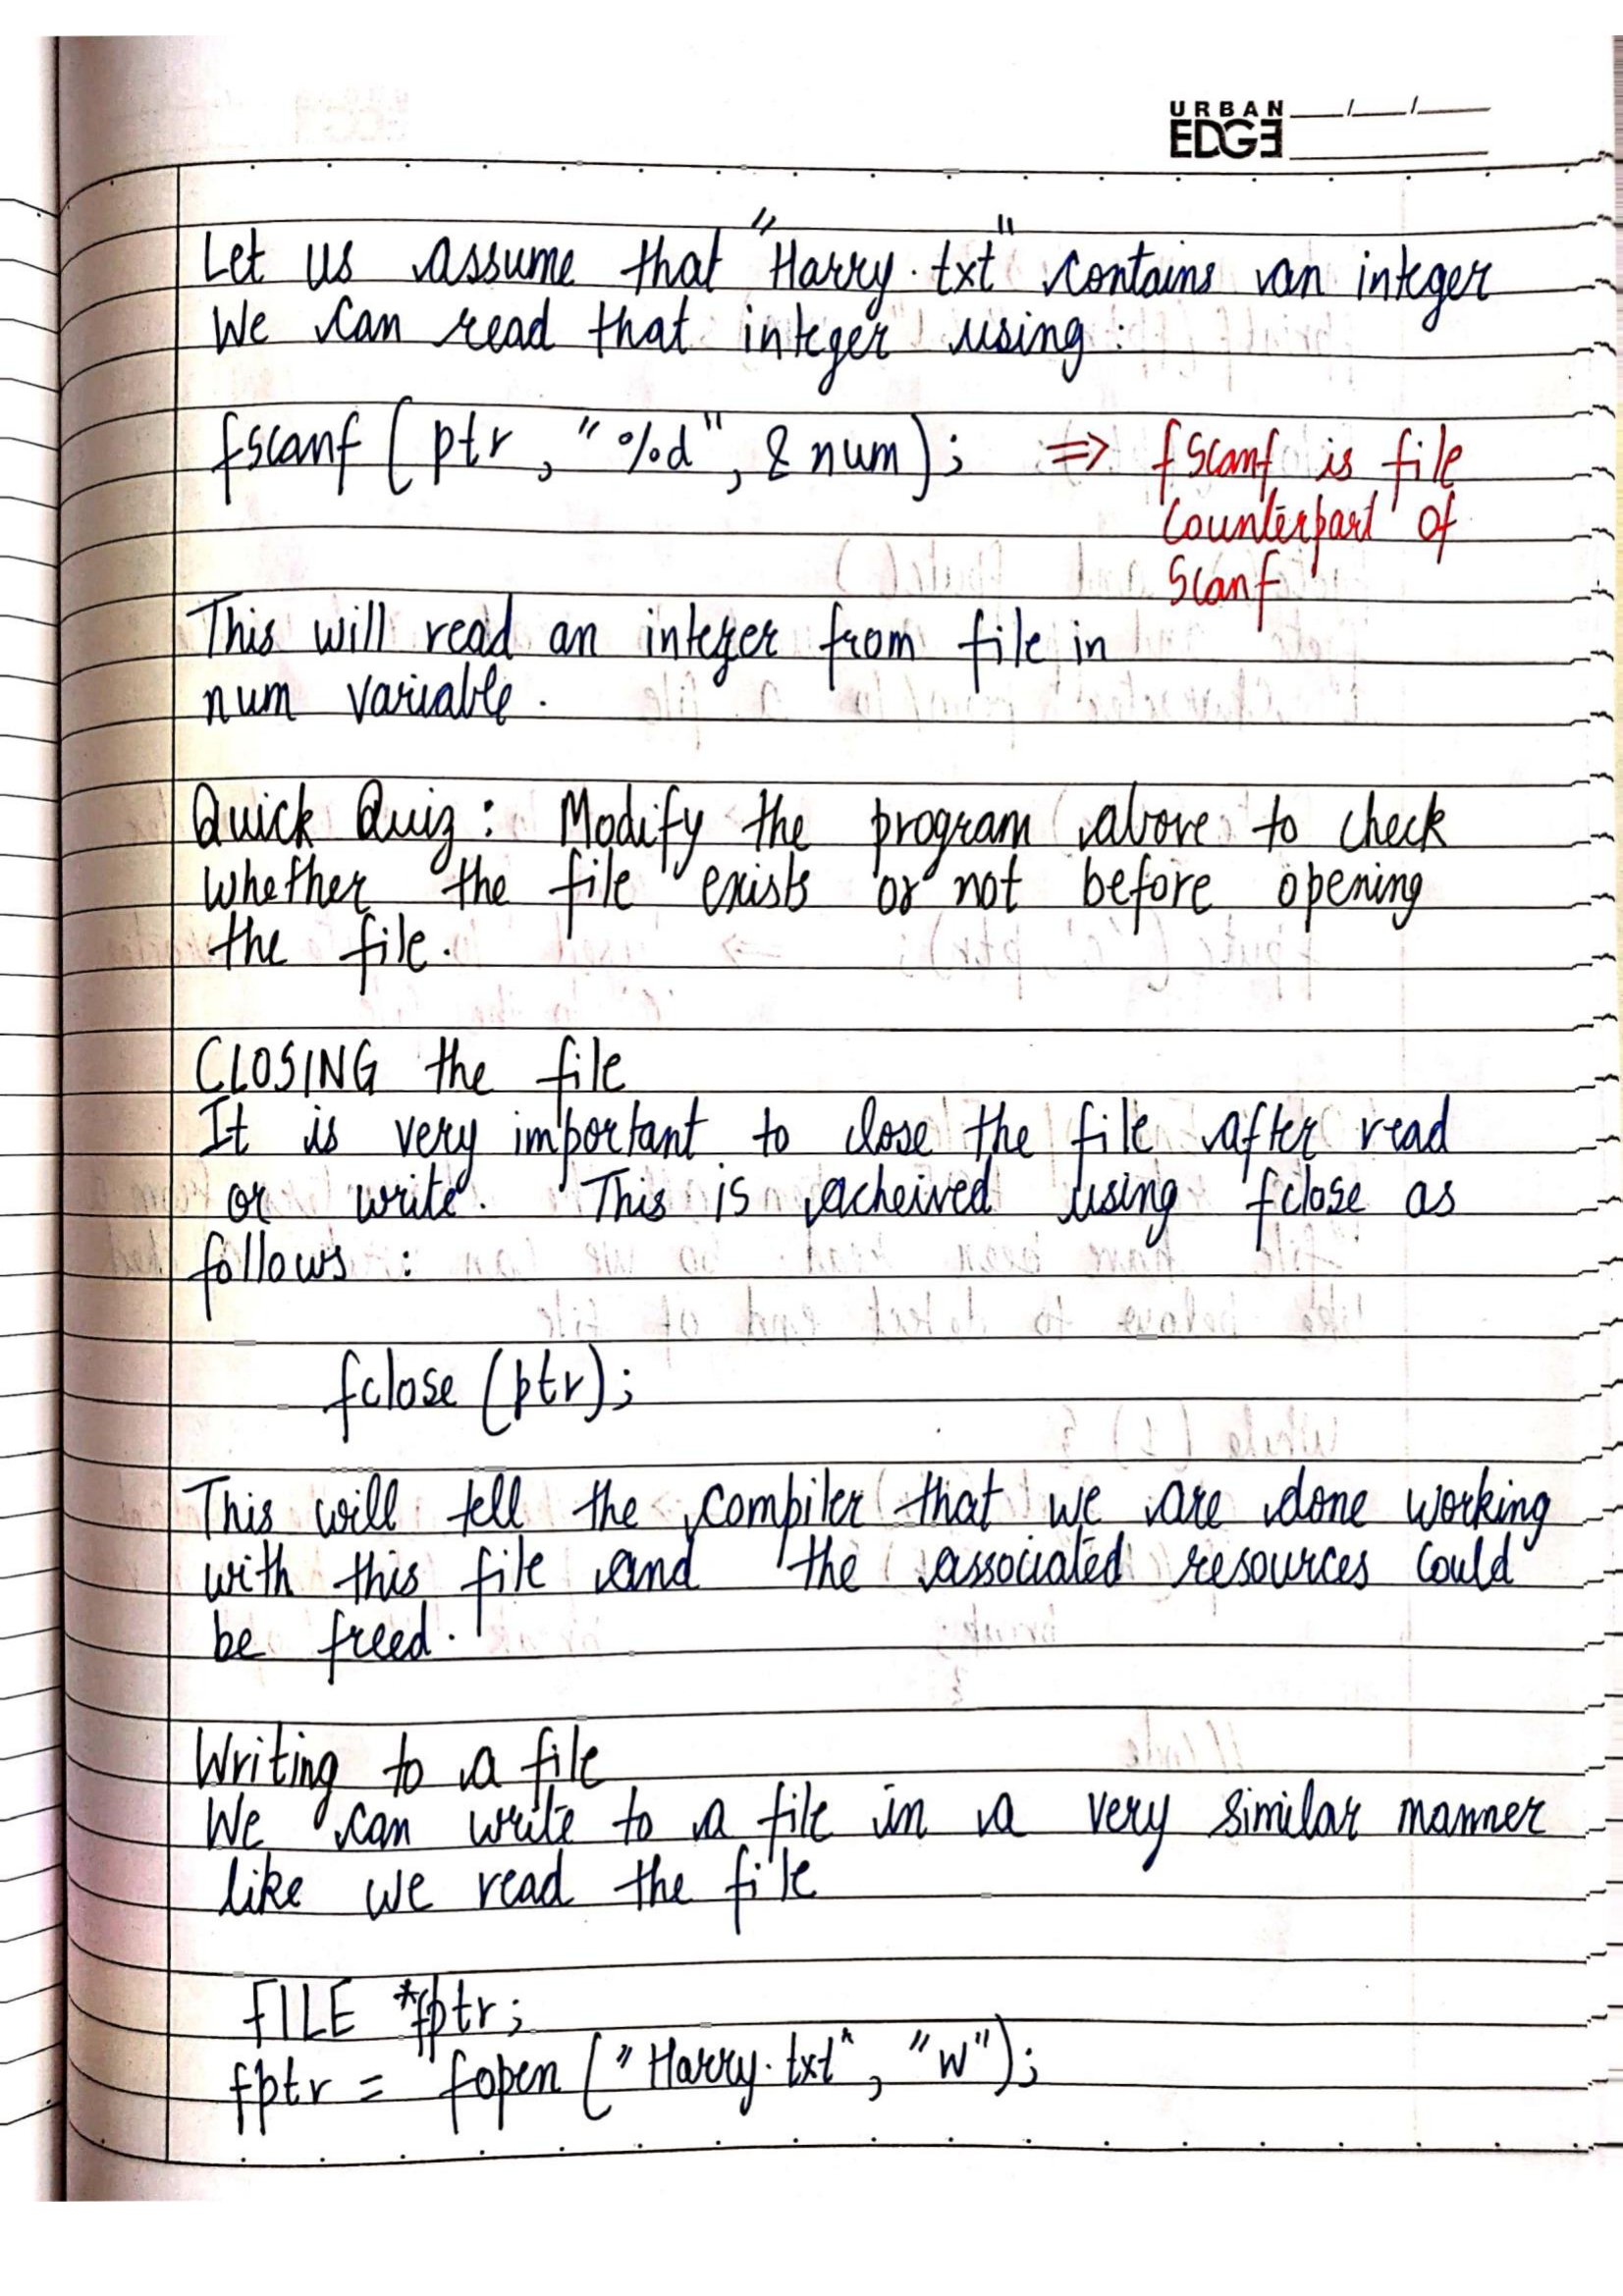 URBAN
EDGE
Let us assume that "Harry.txt" contains an integer
We can read that integer using :
fscanf ( ptr , "%d" , & num ) ; => fscanf is file
counterpart of
scanf
This will read an integer from file in
num variable .
Quick Quiz : Modify the program above to check
whether the file exists or not before opening
the file .
CLOSING the file
It is very important to close the file after read
or write . This is acheived using fclose as
follows :
fclose (ptr) ;
This will tell the compiler that we are done working
with this file and the associated resources could
be freed .
Writing to a file
We can write to a file in a very similar manner
like we read the file
FILE *fptr ;
fptr = fopen ("Harry.txt" , "w") ;